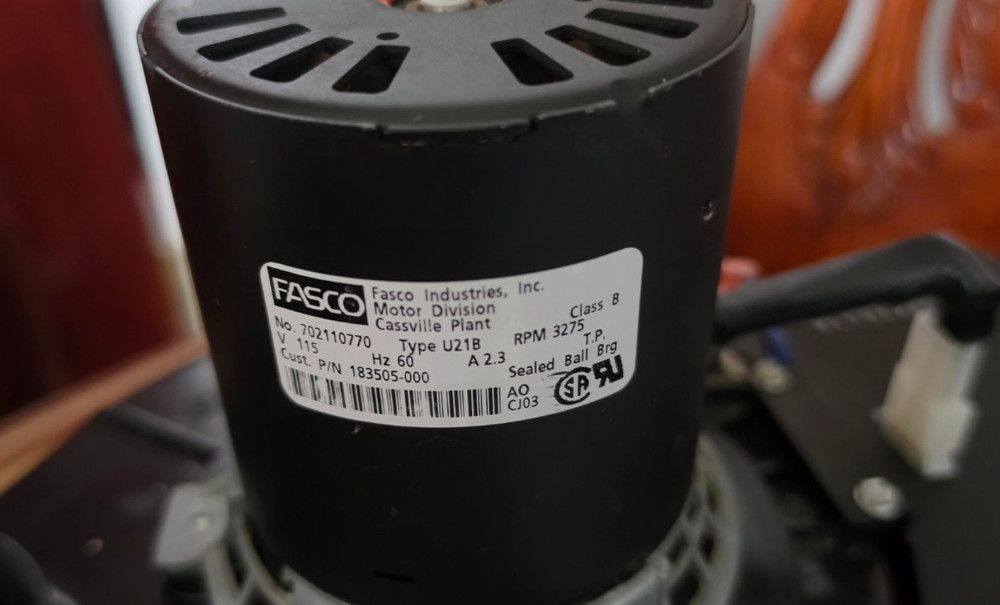 FASCO
Fasco Industries, Inc.
Motor Division
Cassville Plant
Class B
No. 702110770 Type U21B RPM 3275 T.P.
V 115 Hz 60 A 2.3 Sealed Ball Brg
Cust. P/N 183505-000
AO
CJ03